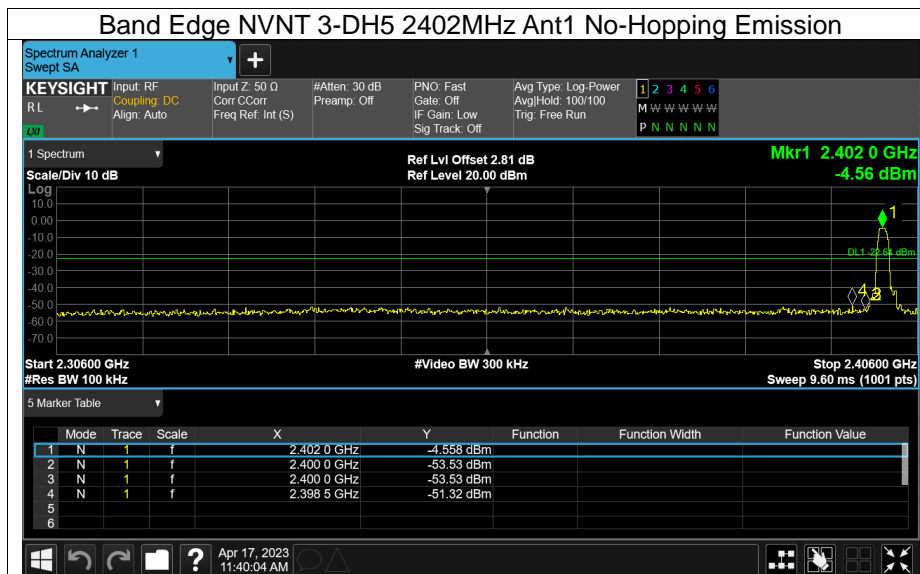 Band Edge NVNT 3-DH5 2402MHz Ant1 No-Hopping Emission
Spectrum Analyzer 1
Swept SA
KEYSIGHT
R L
LXI
Input: RF
Coupling: DC
Align: Auto
Input Z: 50 Ω
Corr CCorr
Freq Ref: Int (S)
#Atten: 30 dB
Preamp: Off
PNO: Fast
Gate: Off
IF Gain: Low
Sig Track: Off
Avg Type: Log-Power
Avg|Hold: 100/100
Trig: Free Run
1 2 3 4 5 6
M W W W W W
P N N N N N
1 Spectrum
Scale/Div 10 dB
Ref Lvl Offset 2.81 dB
Ref Level 20.00 dBm
Mkr1 2.402 0 GHz
-4.56 dBm
Log
10.0
0.00
-10.0
-20.0
-30.0
-40.0
-50.0
-60.0
-70.0
1
DL1 -22.64 dBm
4
Start 2.30600 GHz
#Video BW 300 kHz
Stop 2.40600 GHz
#Res BW 100 kHz
Sweep 9.60 ms (1001 pts)
5 Marker Table
Mode Trace Scale X Y Function Function Width Function Value
1 N 1 f 2.402 0 GHz -4.558 dBm
2 N 1 f 2.400 0 GHz -53.53 dBm
3 N 1 f 2.400 0 GHz -53.53 dBm
4 N 1 f 2.398 5 GHz -51.32 dBm
5
6
?
Apr 17, 2023
11:40:04 AM